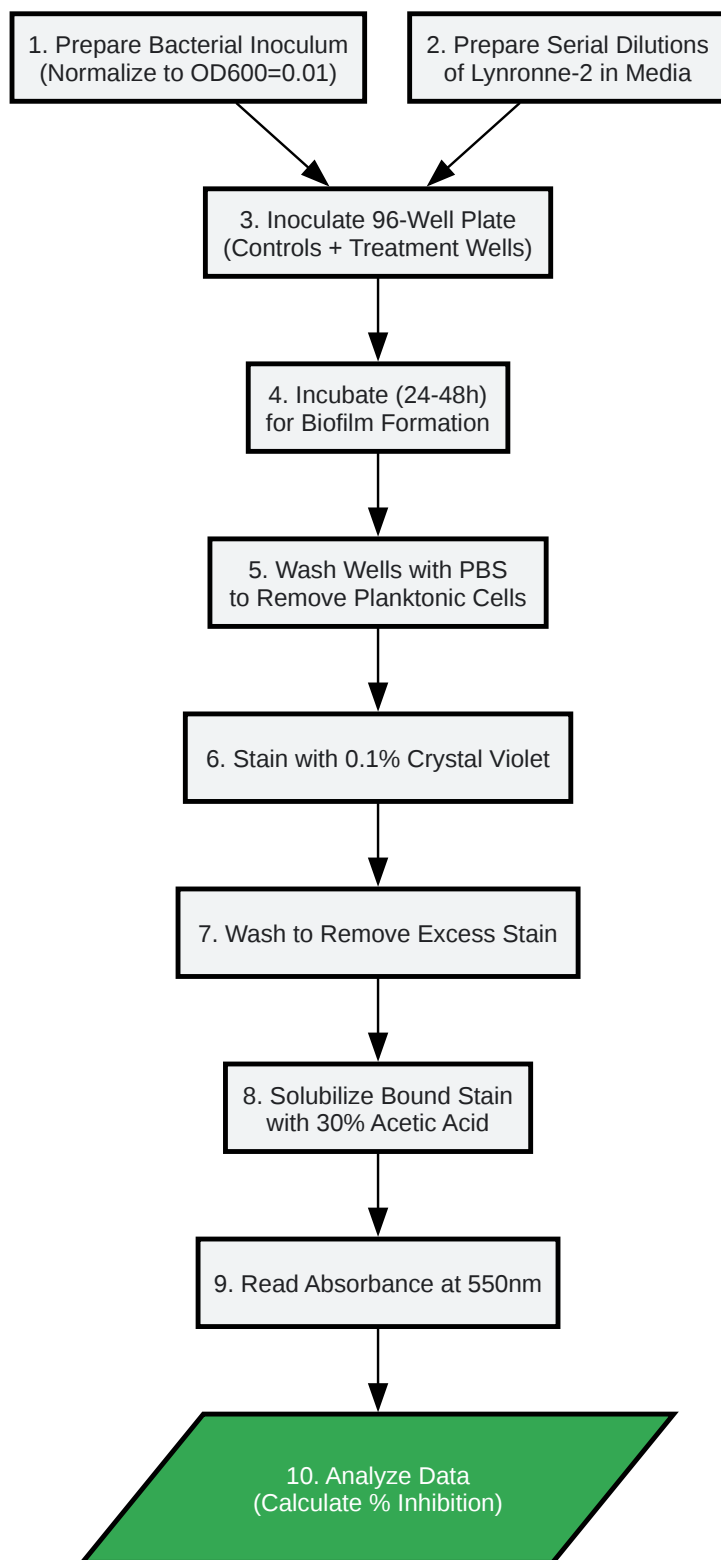 1. Prepare Bacterial Inoculum
(Normalize to OD600=0.01)
2. Prepare Serial Dilutions
of Lynronne-2 in Media
3. Inoculate 96-Well Plate
(Controls + Treatment Wells)
4. Incubate (24-48h)
for Biofilm Formation
5. Wash Wells with PBS
to Remove Planktonic Cells
6. Stain with 0.1% Crystal Violet
7. Wash to Remove Excess Stain
8. Solubilize Bound Stain
with 30% Acetic Acid
9. Read Absorbance at 550nm
10. Analyze Data
(Calculate % Inhibition)